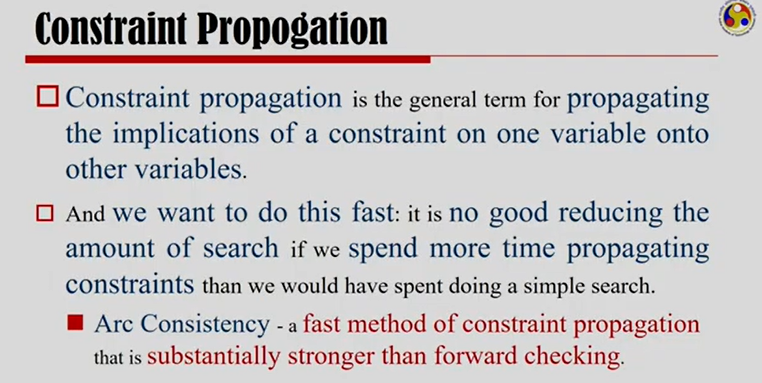 Constraint Propogation
Constraint propagation is the general term for propagating
the implications of a constraint on one variable onto
other variables.
And we want to do this fast: it is no good reducing the
amount of search if we spend more time propagating
constraints than we would have spent doing a simple search.
Arc Consistency - a fast method of constraint propagation
that is substantially stronger than forward checking.